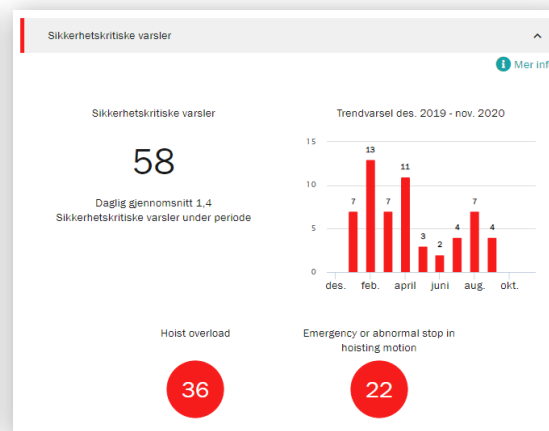 Sikkerhetskritiske varsler
Mer inf
Sikkerhetskritiske varsler
58
Daglig gjennomsnitt 1,4
Sikkerhetskritiske varsler under periode
Trendvarsel des. 2019 - nov. 2020
15
10
5
0
7
13
7
11
3
2
4
7
4
des.
feb.
april
juni
aug.
okt.
Hoist overload
36
Emergency or abnormal stop in
hoisting motion
22